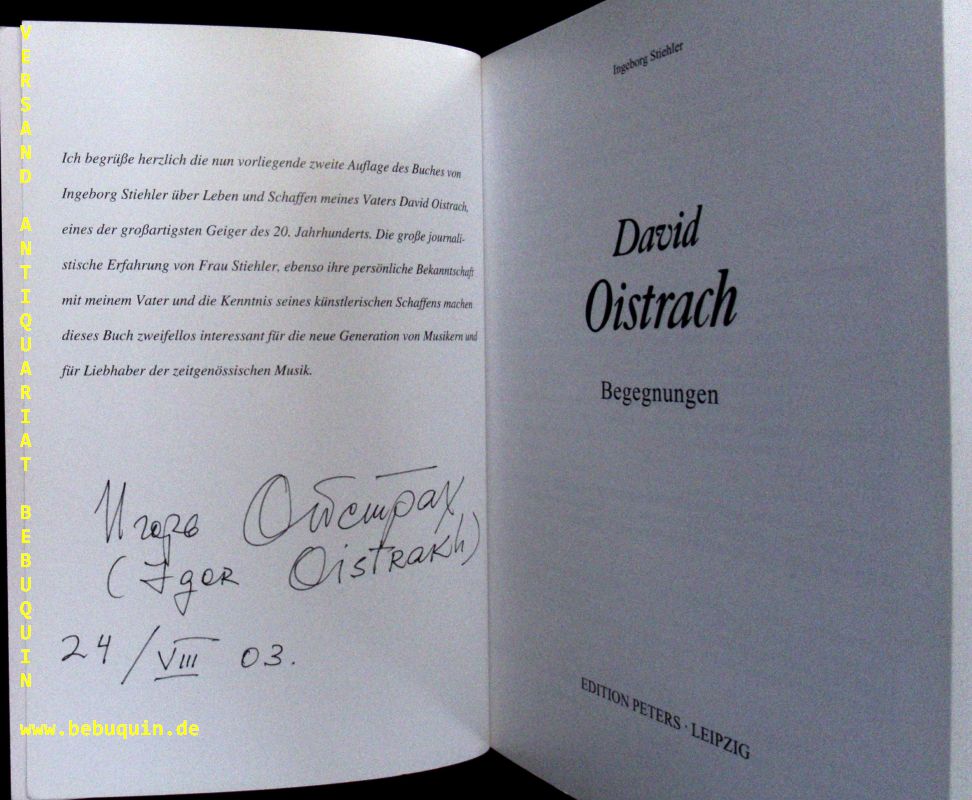 Ich begrüße herzlich die nun vorliegende zweite Auflage des Buches von
Ingeborg Stiehler über Leben und Schaffen meines Vaters David Oistrach,
eines der großartigsten Geiger des 20. Jahrhunderts. Die große journali-
stische Erfahrung von Frau Stiehler, ebenso ihre persönliche Bekanntschaft
mit meinem Vater und die Kenntnis seines künstlerischen Schaffens machen
dieses Buch zweifellos interessant für die neue Generation von Musikern und
für Liebhaber der zeitgenössischen Musik.
Игорь Ойстрах
(Igor Oistrakh)
24/VIII 03.
Ingeborg Stiehler
David
Oistrach
Begegnungen
EDITION PETERS · LEIPZIG
VERSAND ANTIQUARIAT BEBUQUIN
www.bebuquin.de